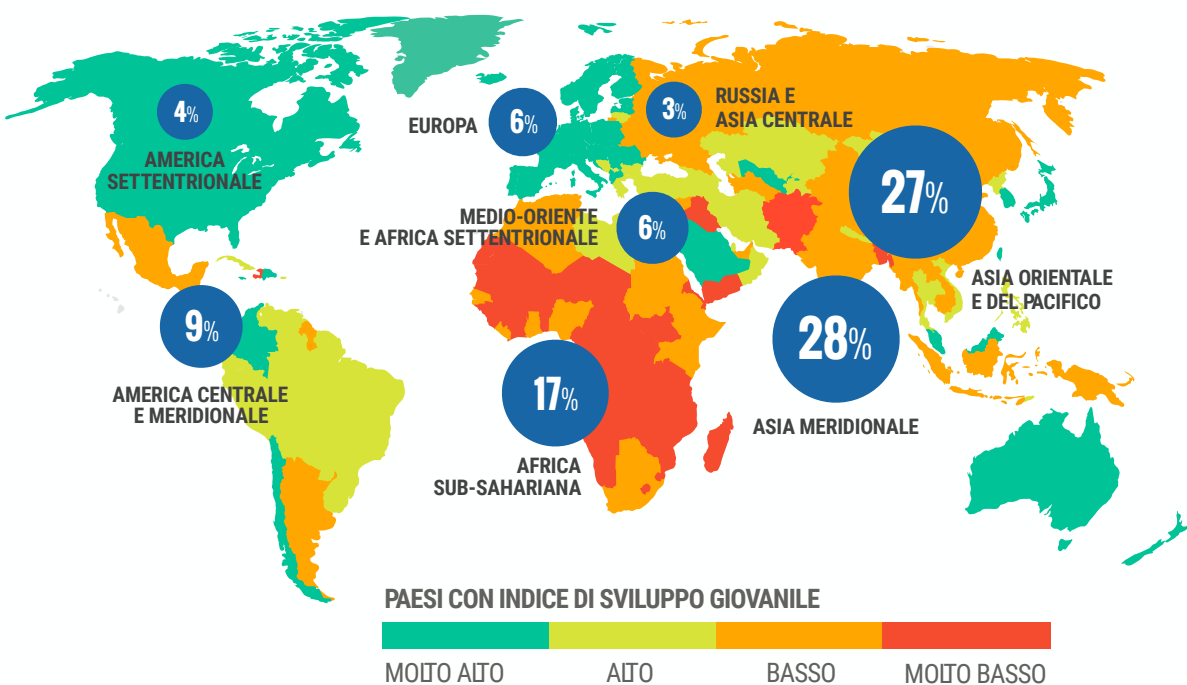 4%
AMERICA
SETTENTRIONALE
EUROPA
6%
3%
RUSSIA E
ASIA CENTRALE
27%
MEDIO-ORIENTE
E AFRICA SETTENTRIONALE
6%
ASIA ORIENTALE
E DEL PACIFICO
9%
AMERICA CENTRALE
E MERIDIONALE
28%
ASIA MERIDIONALE
17%
AFRICA
SUB-SAHARIANA
PAESI CON INDICE DI SVILUPPO GIOVANILE
MOLTO ALTO
ALTO
BASSO
MOLTO BASSO